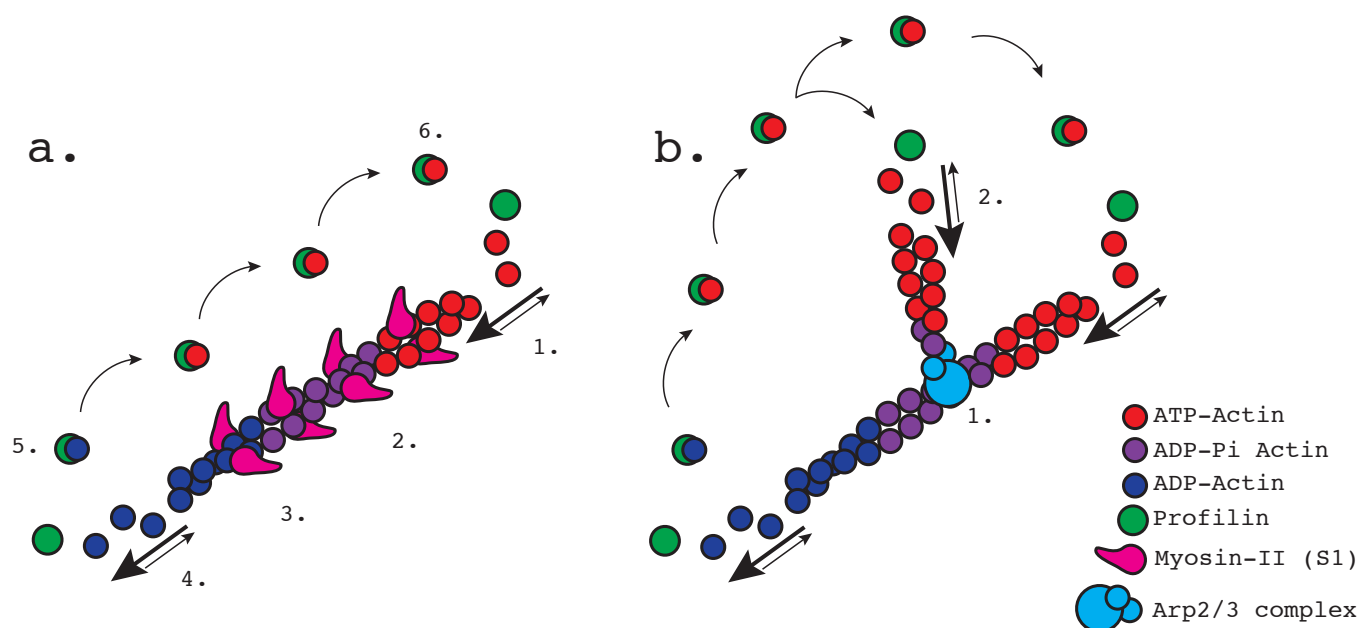 a.
6.
1.
2.
5.
3.
4.
b.
2.
1.
ATP-Actin
ADP-Pi Actin
ADP-Actin
Profilin
Myosin-II (S1)
Arp2/3 complex